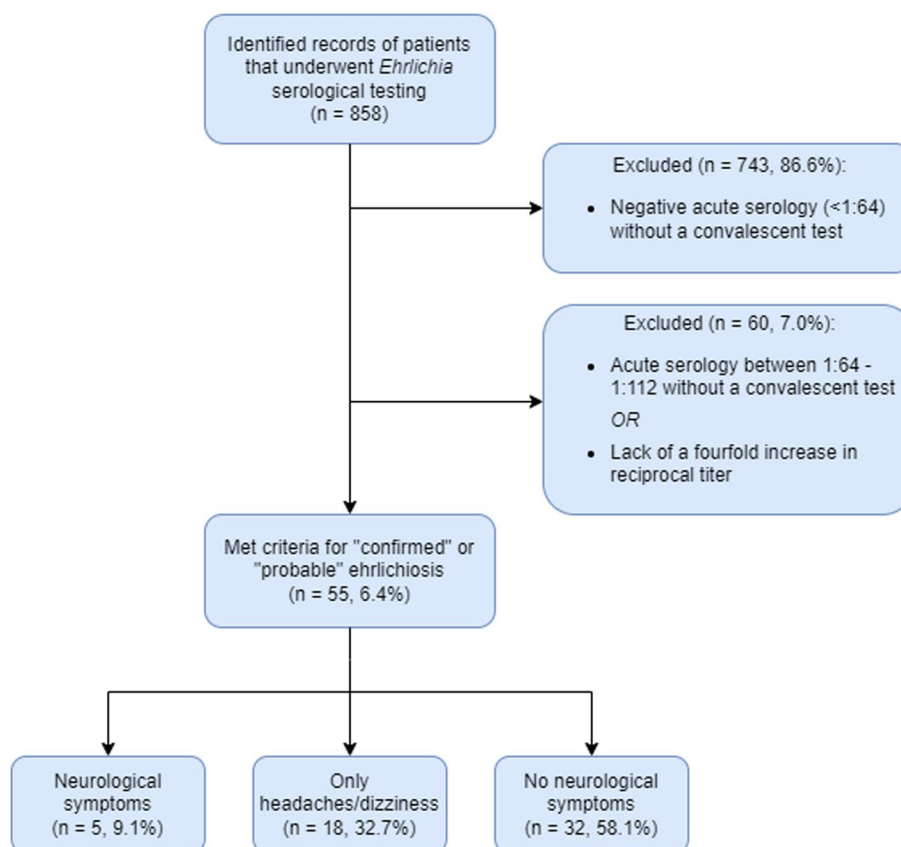 Identified records of patients
that underwent Ehrlichia
serological testing
(n = 858)
Excluded (n = 743, 86.6%):
• Negative acute serology (<1:64)
without a convalescent test
Excluded (n = 60, 7.0%):
• Acute serology between 1:64 -
1:112 without a convalescent test
OR
• Lack of a fourfold increase in
reciprocal titer
Met criteria for "confirmed" or
"probable" ehrlichiosis
(n = 55, 6.4%)
Neurological
symptoms
(n = 5, 9.1%)
Only
headaches/dizziness
(n = 18, 32.7%)
No neurological
symptoms
(n = 32, 58.1%)